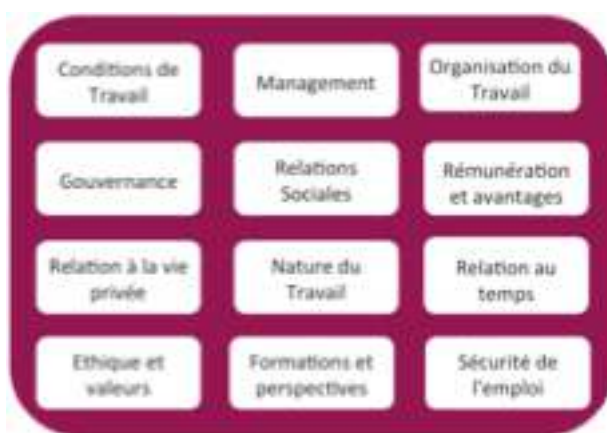 Conditions de
Travail
Management
Organisation du
Travail
Gouvernance
Relations
Sociales
Rémunération
et avantages
Relation à la vie
privée
Nature du
Travail
Relation au
temps
Ethique et
valeurs
Formations et
perspectives
Sécurité de
l'emploi